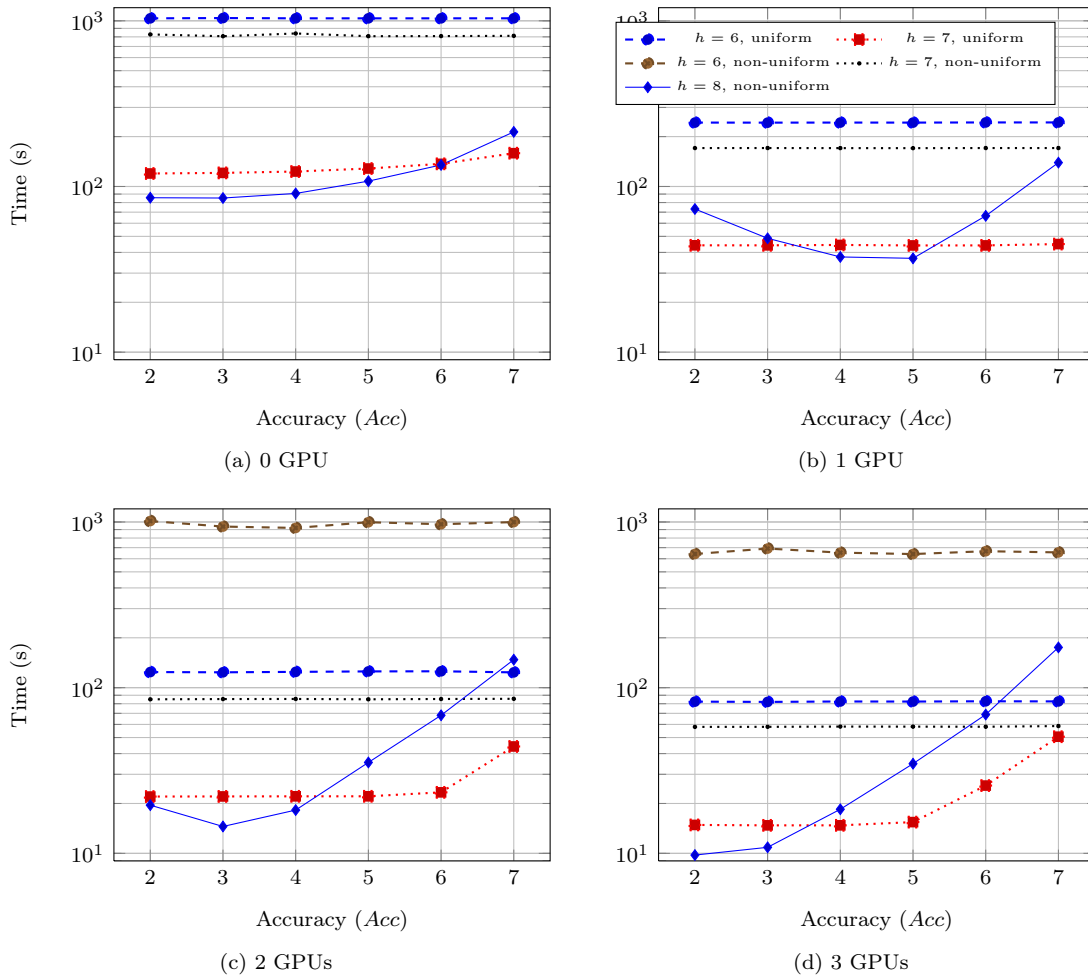 10^3
10^2
10^1
Time (s)
2 3 4 5 6 7
Accuracy (Acc)
(a) 0 GPU
h = 6, uniform
h = 7, uniform
h = 6, non-uniform
h = 7, non-uniform
h = 8, non-uniform
10^3
10^2
10^1
2 3 4 5 6 7
Accuracy (Acc)
(b) 1 GPU
10^3
10^2
10^1
Time (s)
2 3 4 5 6 7
Accuracy (Acc)
(c) 2 GPUs
10^3
10^2
10^1
2 3 4 5 6 7
Accuracy (Acc)
(d) 3 GPUs